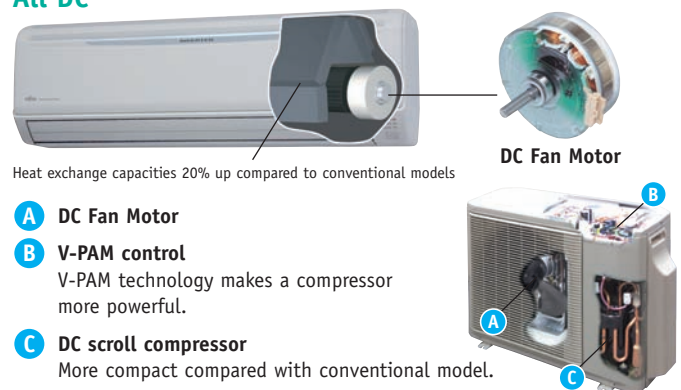 All DC
Heat exchange capacities 20% up compared to conventional models
DC Fan Motor
A DC Fan Motor
B V-PAM control
V-PAM technology makes a compressor
more powerful.
C DC scroll compressor
More compact compared with conventional model.
B
A
C